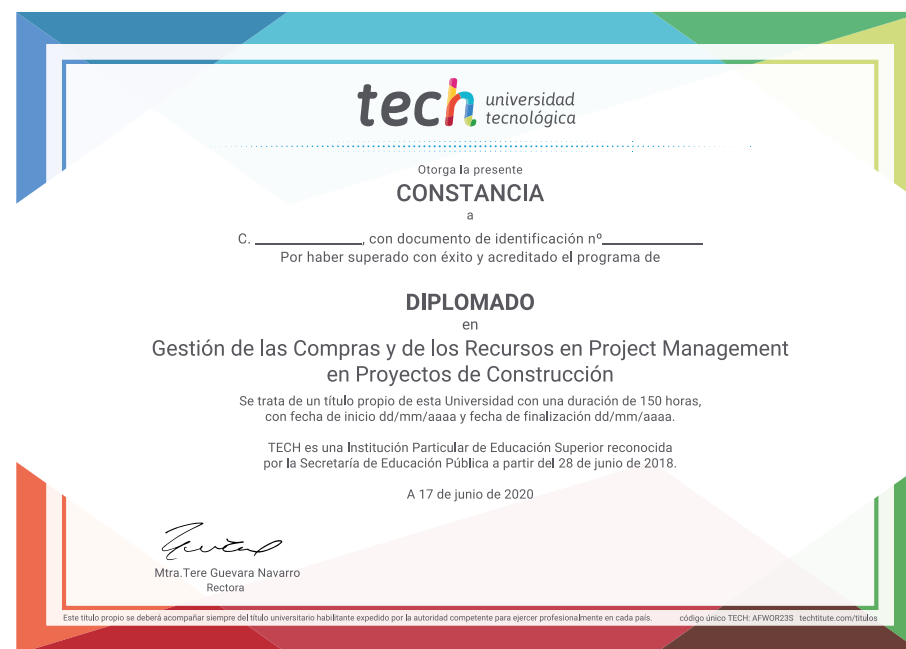 tech universidad
tecnológica
Otorga la presente
CONSTANCIA
a
C. ______________, con documento de identificación nº_____________
Por haber superado con éxito y acreditado el programa de
DIPLOMADO
en
Gestión de las Compras y de los Recursos en Project Management
en Proyectos de Construcción
Se trata de un título propio de esta Universidad con una duración de 150 horas,
con fecha de inicio dd/mm/aaaa y fecha de finalización dd/mm/aaaa.
TECH es una Institución Particular de Educación Superior reconocida
por la Secretaría de Educación Pública a partir del 28 de junio de 2018.
A 17 de junio de 2020
Mtra.Tere Guevara Navarro
Rectora
Este título propio se deberá acompañar siempre del título universitario habilitante expedido por la autoridad competente para ejercer profesionalmente en cada país. código único TECH: AFWOR23S techtitute.com/titulos